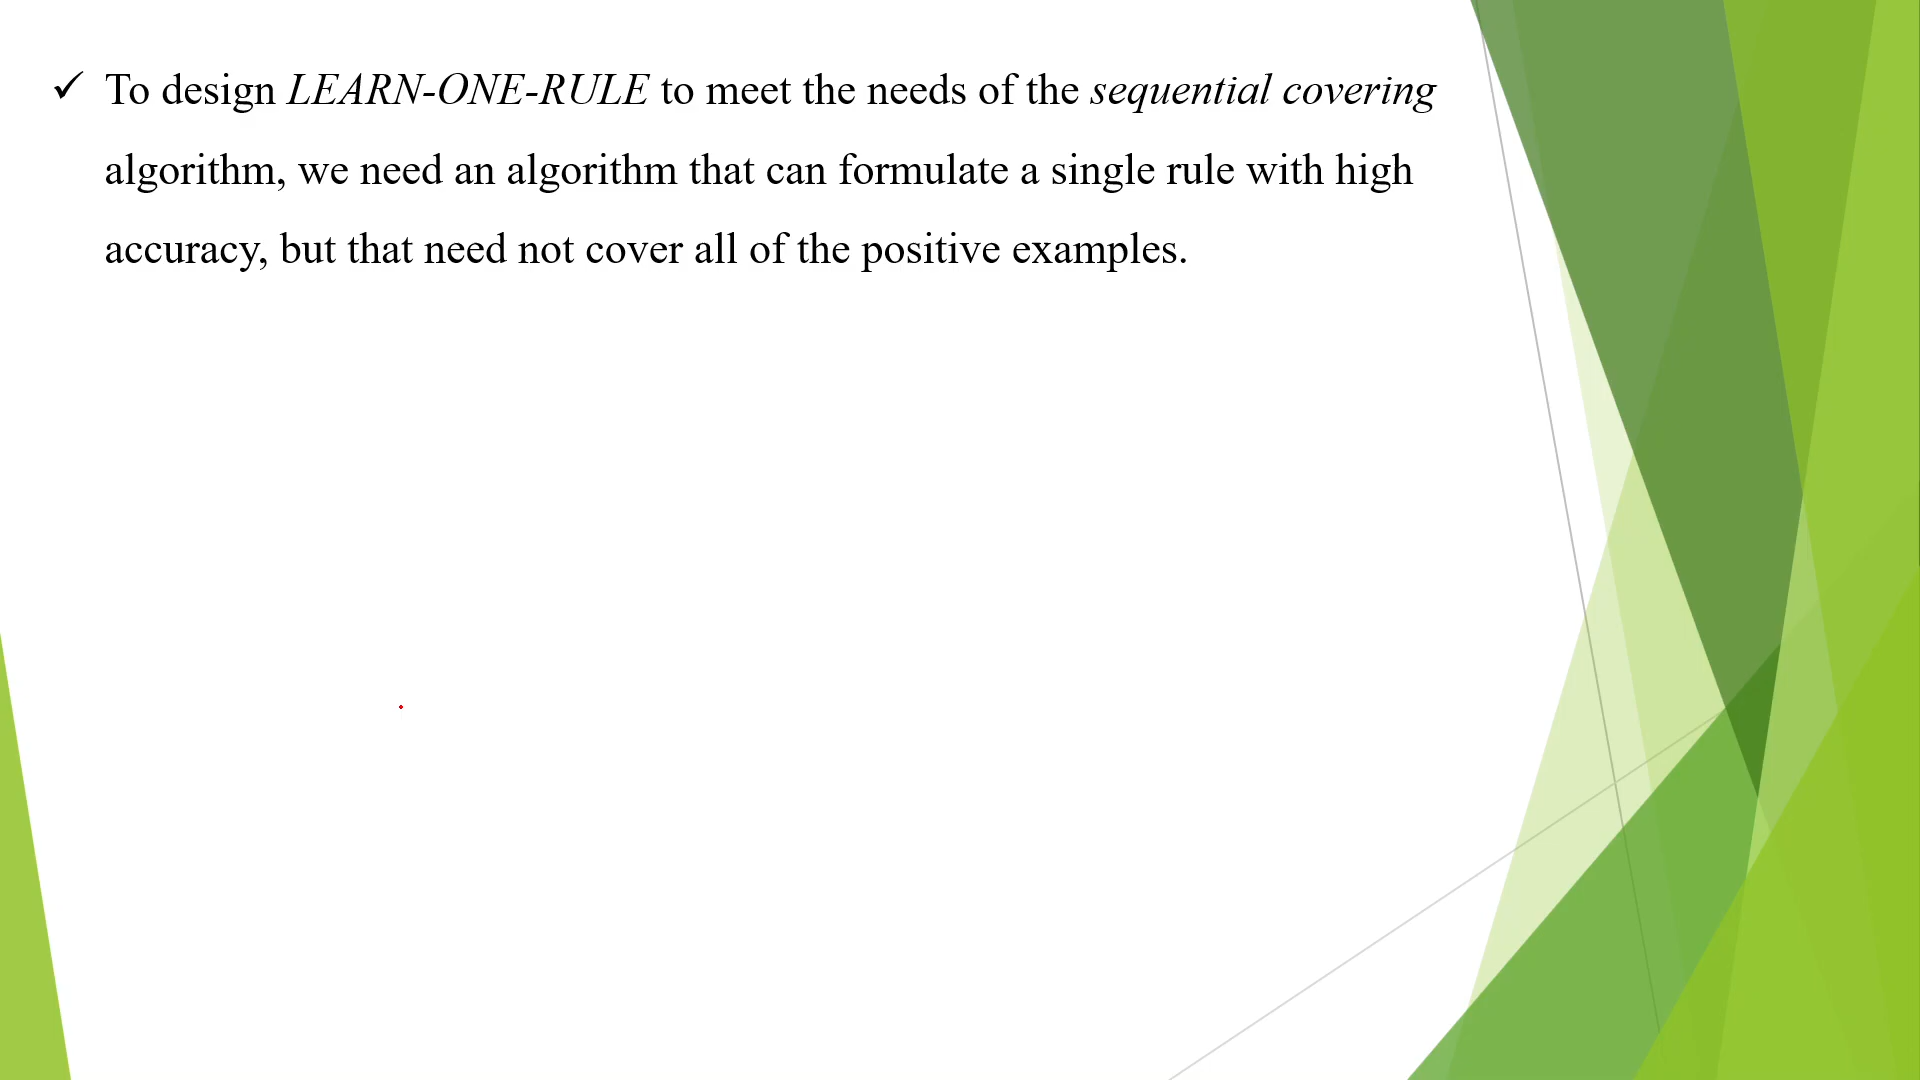 ✓ To design LEARN-ONE-RULE to meet the needs of the sequential covering
algorithm, we need an algorithm that can formulate a single rule with high
accuracy, but that need not cover all of the positive examples.